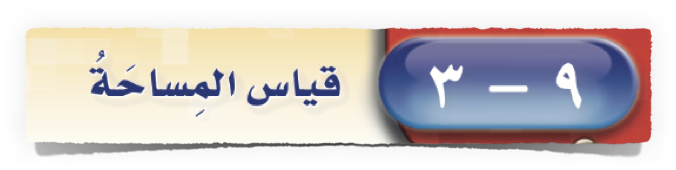 ٩ – ٣ قياس المِساحَةُ